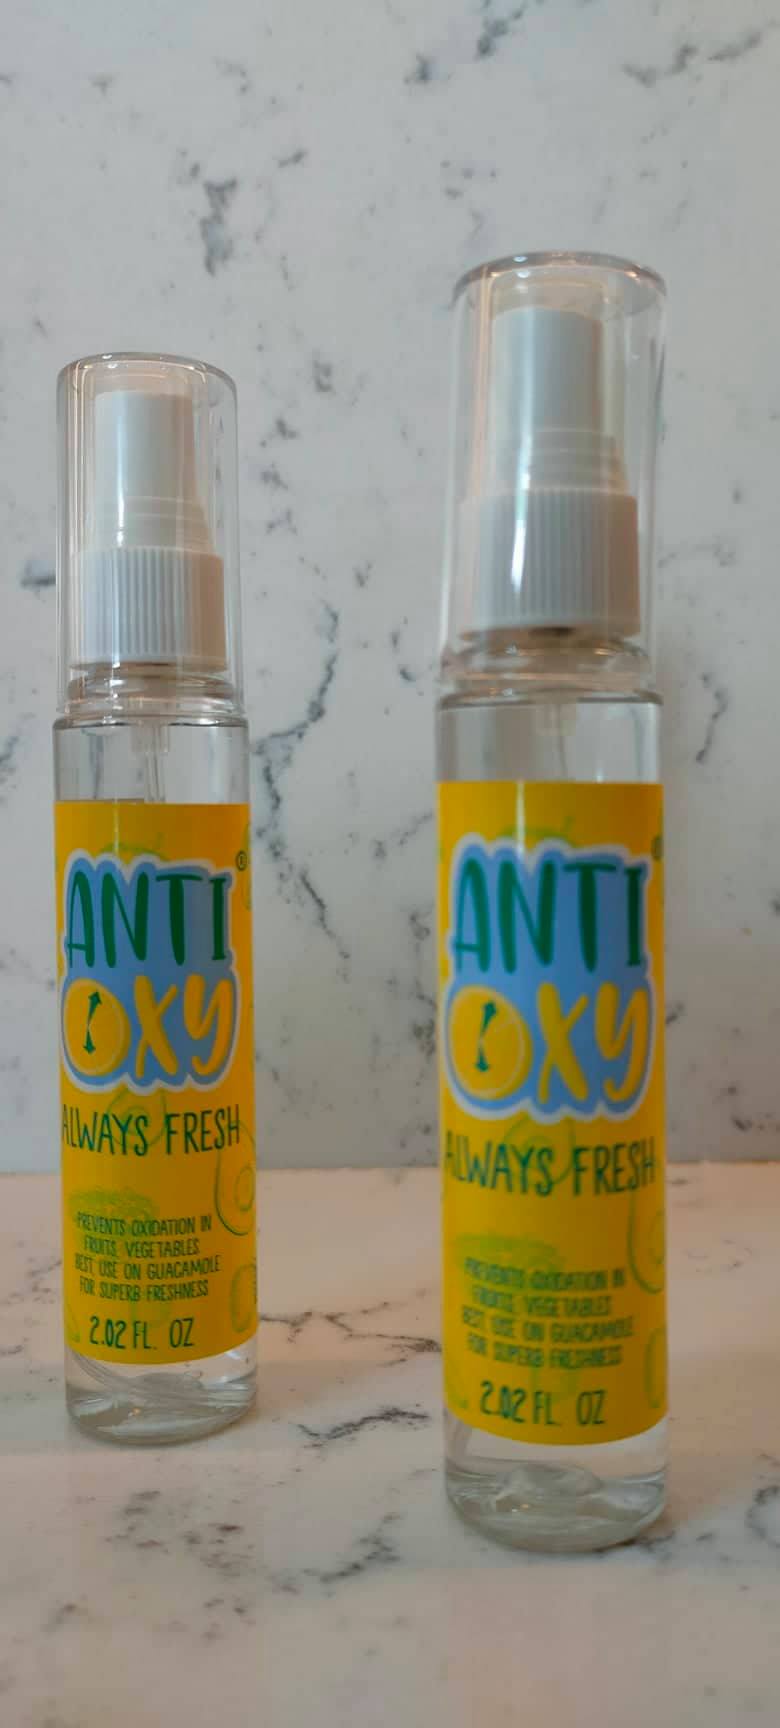 ANTI
OXY
®
ALWAYS FRESH
PREVENTS OXIDATION IN
FRUITS, VEGETABLES
BEST USE ON GUACAMOLE
FOR SUPERB FRESHNESS
2.02 FL. OZ
ANTI
OXY
®
ALWAYS FRESH
PREVENTS OXIDATION IN
FRUITS, VEGETABLES
BEST USE ON GUACAMOLE
FOR SUPERB FRESHNESS
2.02 FL. OZ